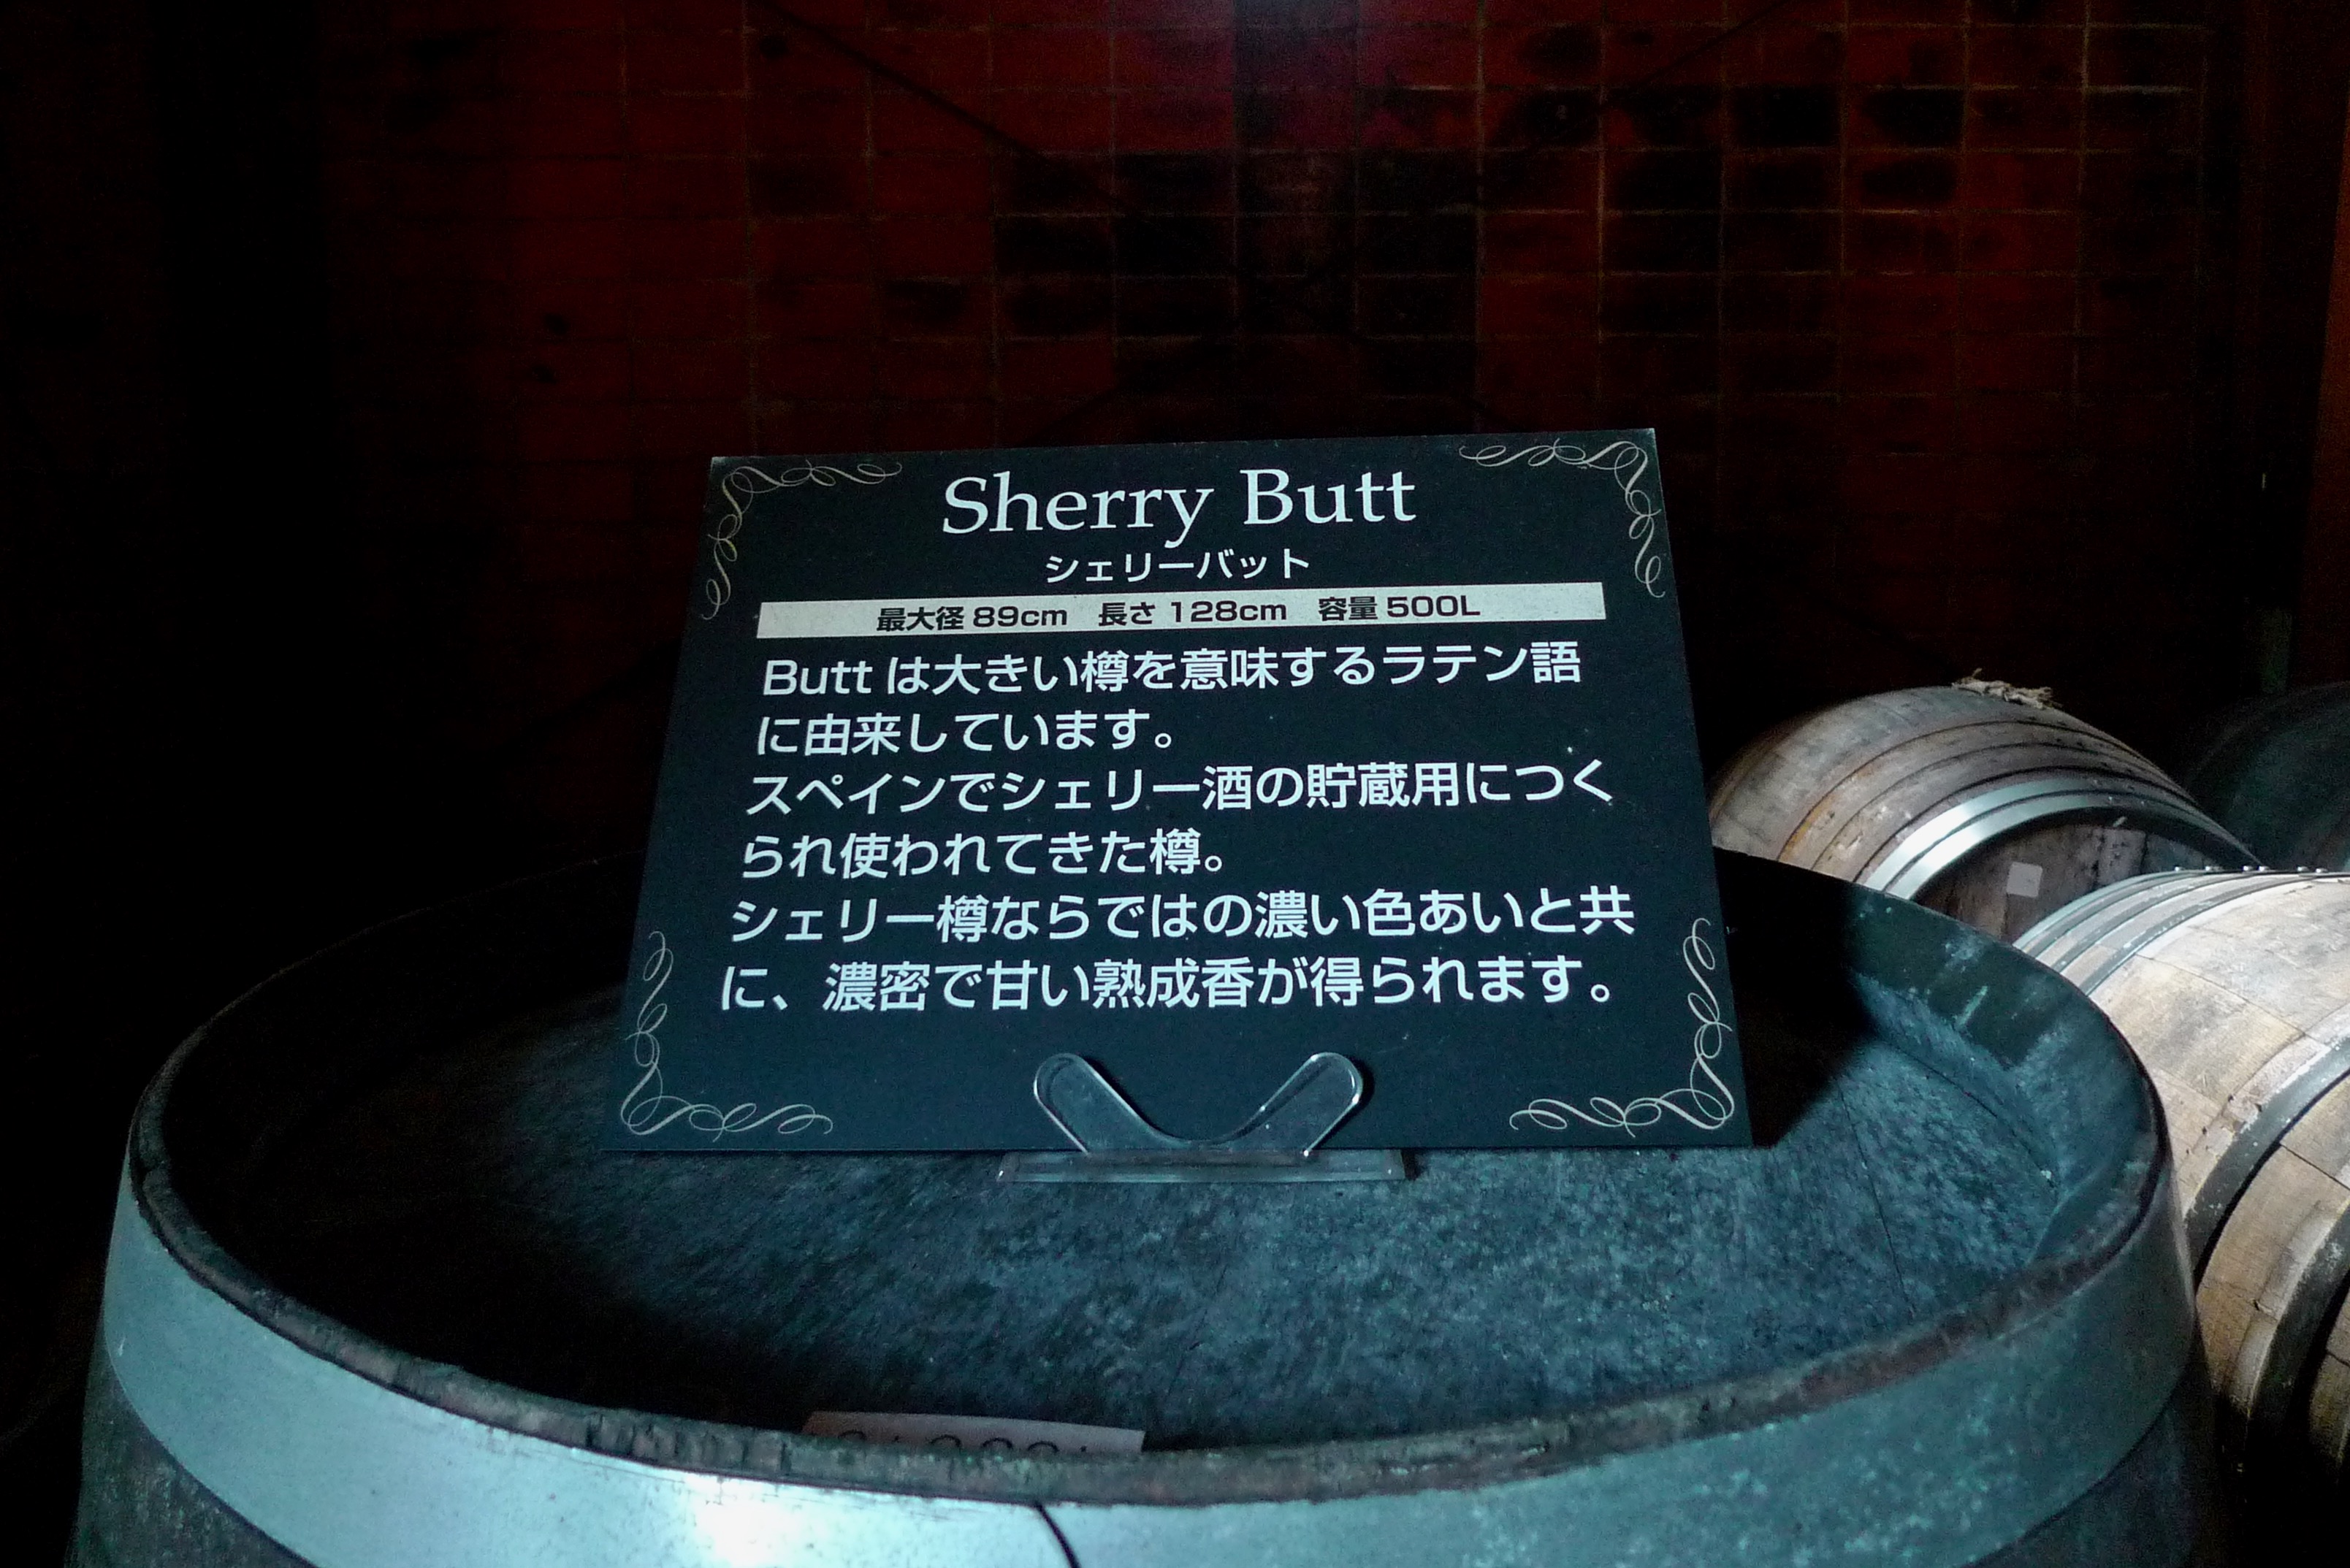 Sherry Butt
シェリーバット
最大径 89cm 長さ 128cm 容量 500L
Butt は大きい樽を意味するラテン語
に由来しています。
スペインでシェリー酒の貯蔵用につく
られ使われてきた樽。
シェリー樽ならではの濃い色あいと共
に、濃密で甘い熟成香が得られます。